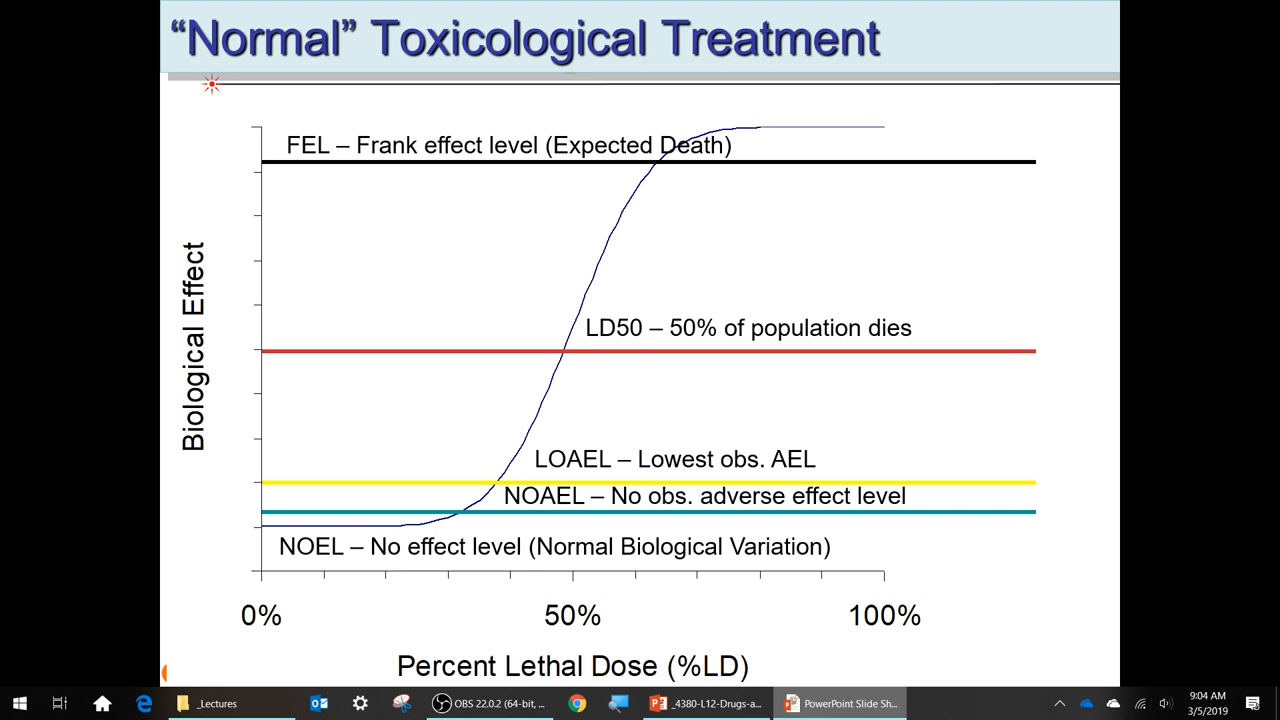 “Normal” Toxicological Treatment
FEL – Frank effect level (Expected Death)
LD50 – 50% of population dies
LOAEL – Lowest obs. AEL
NOAEL – No obs. adverse effect level
NOEL – No effect level (Normal Biological Variation)
Biological Effect
0% 50% 100%
Percent Lethal Dose (%LD)
_Lectures
OBS 22.0.2 (64-bit, ...
_4380-L12-Drugs-a...
PowerPoint Slide Sh...
9:04 AM
3/5/2019